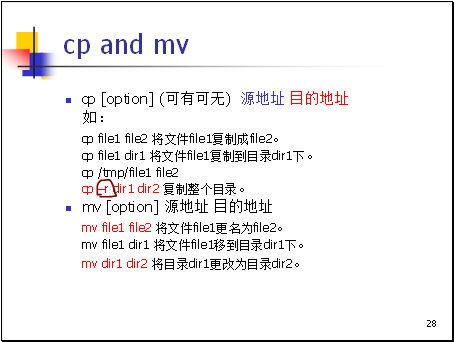 cp and mv
cp [option] (可有可无) 源地址 目的地址
如：
cp file1 file2 将文件file1复制成file2。
cp file1 dir1 将文件file1复制到目录dir1下。
cp /tmp/file1 file2
cp -r dir1 dir2 复制整个目录。
mv [option] 源地址 目的地址
mv file1 file2 将文件file1更名为file2。
mv file1 dir1 将文件file1移到目录dir1下。
mv dir1 dir2 将目录dir1更改为目录dir2。
28